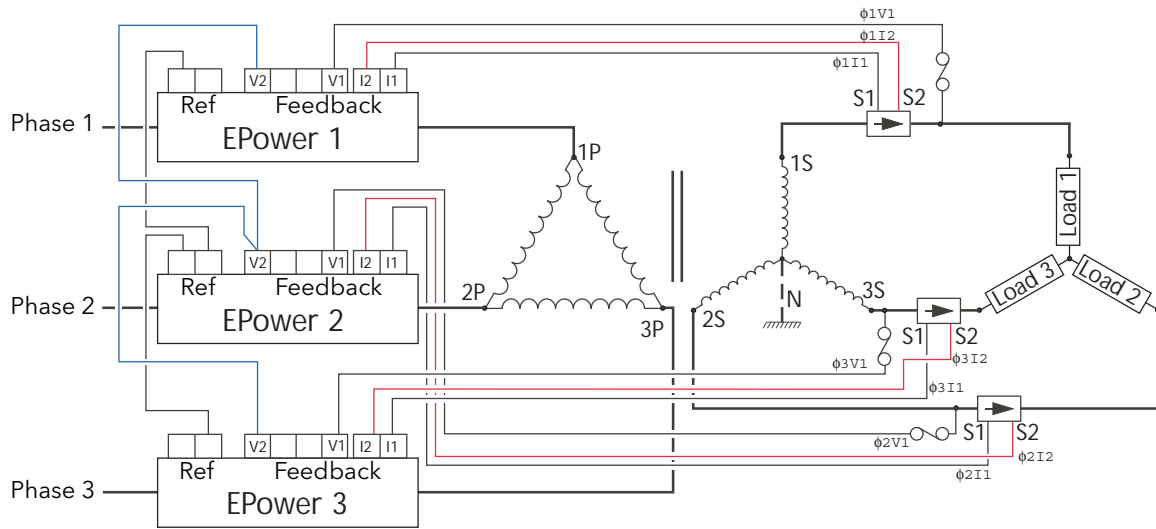 ϕ1V1
ϕ1I2
ϕ1I1
V2 V1 I2 I1
Ref Feedback
S1 S2
Phase 1
EPower 1
1P
1S
Load 1
V2 V1 I2 I1
Ref Feedback
Load 3 Load 2
2P
3S
Phase 2
EPower 2
N
3P
2S
S1 S2
ϕ3V1
ϕ3I2
ϕ3I1
V2 V1 I2 I1
S1 S2
ϕ2V1
ϕ2I2
Ref Feedback
ϕ2I1
Phase 3
EPower 3